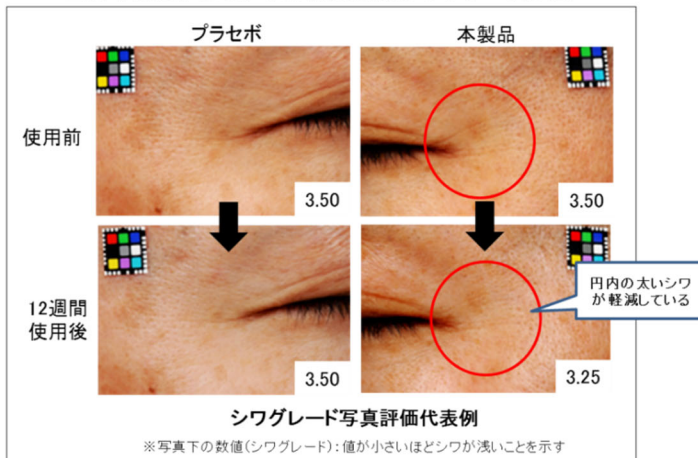 プラセボ
本製品
使用前
3.50
3.50
12週間
使用後
円内の太いシワ
が軽減している
3.50
3.25
シワグレード写真評価代表例
※写真下の数値(シワグレード):値が小さいほどシワが浅いことを示す